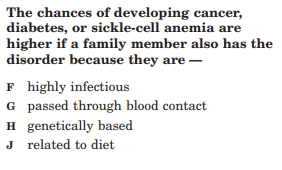 The chances of developing cancer,
diabetes, or sickle-cell anemia are
higher if a family member also has the
disorder because they are —
F highly infectious
G passed through blood contact
H genetically based
J related to diet